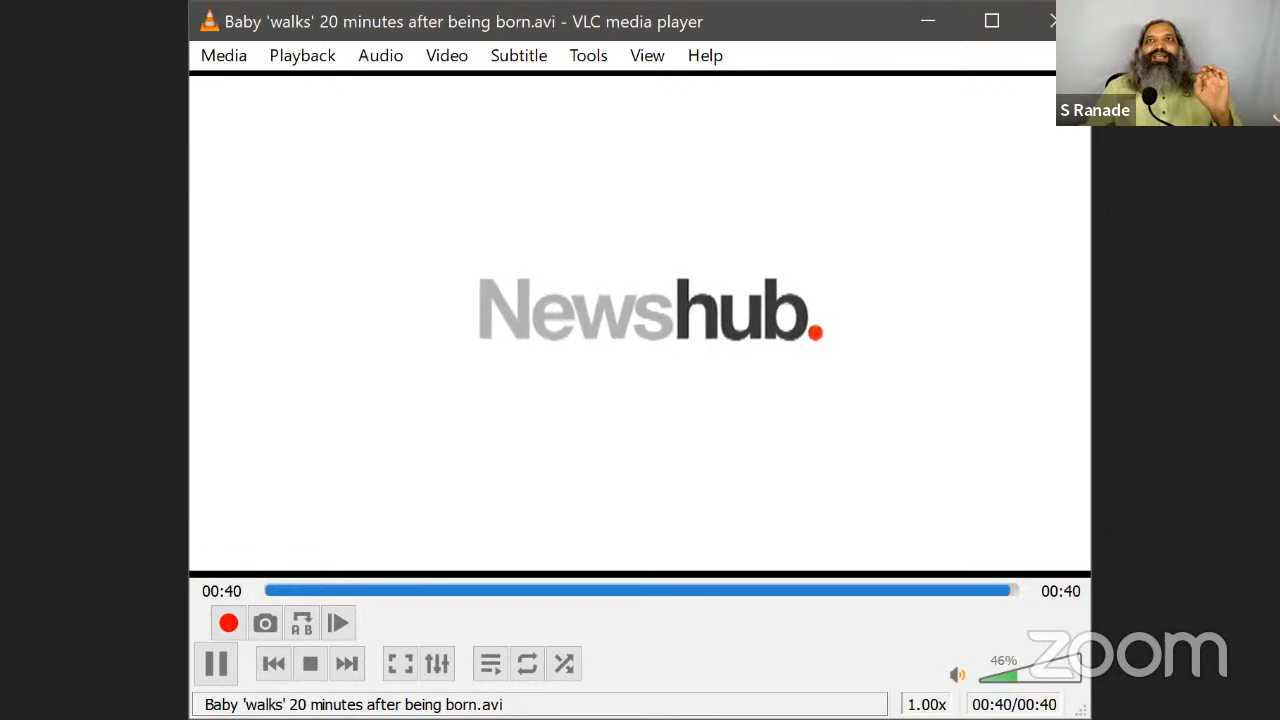 Baby 'walks' 20 minutes after being born.avi - VLC media player
Media Playback Audio Video Subtitle Tools View Help
S Ranade
Newshub.
00:40 00:40
A B
46%
zoom
Baby 'walks' 20 minutes after being born.avi 1.00x 00:40/00:40